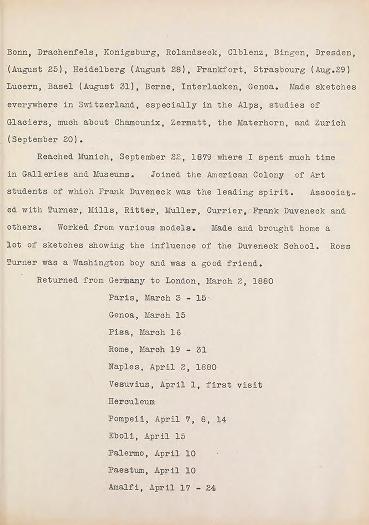 Bonn, Drachenfels, Konigsburg, Rolandseck, Clblenz, Bingen, Dresden,
(August 25), Heidelberg (August 28), Frankfort, Strasbourg (Aug.29)
Lucern, Basel (August 31), Berne, Interlacken, Genoa. Made sketches
everywhere in Switzerland, especially in the Alps, studies of
Glaciers, much about Chamounix, Zermatt, the Materhorn, and Zurich
(September 20).
Reached Munich, September 22, 1879 where I spent much time
in Galleries and Museums. Joined the American Colony of Art
students of which Frank Duveneck was the leading spirit. Associat-
ed with Turner, Mills, Ritter, Muller, Currier, Frank Duveneck and
others. Worked from various models. Made and brought home a
lot of sketches showing the influence of the Duveneck School. Ross
Turner was a Washington boy and was a good friend.
Returned from Germany to London, March 2, 1880
Paris, March 3 - 15
Genoa, March 15
Pisa, March 16
Rome, March 19 - 31
Naples, April 2, 1880
Vesuvius, April 1, first visit
Herculeum
Pompeii, April 7, 8, 14
Eboli, April 15
Palermo, April 10
Paestum, April 10
Amalfi, April 17 - 24